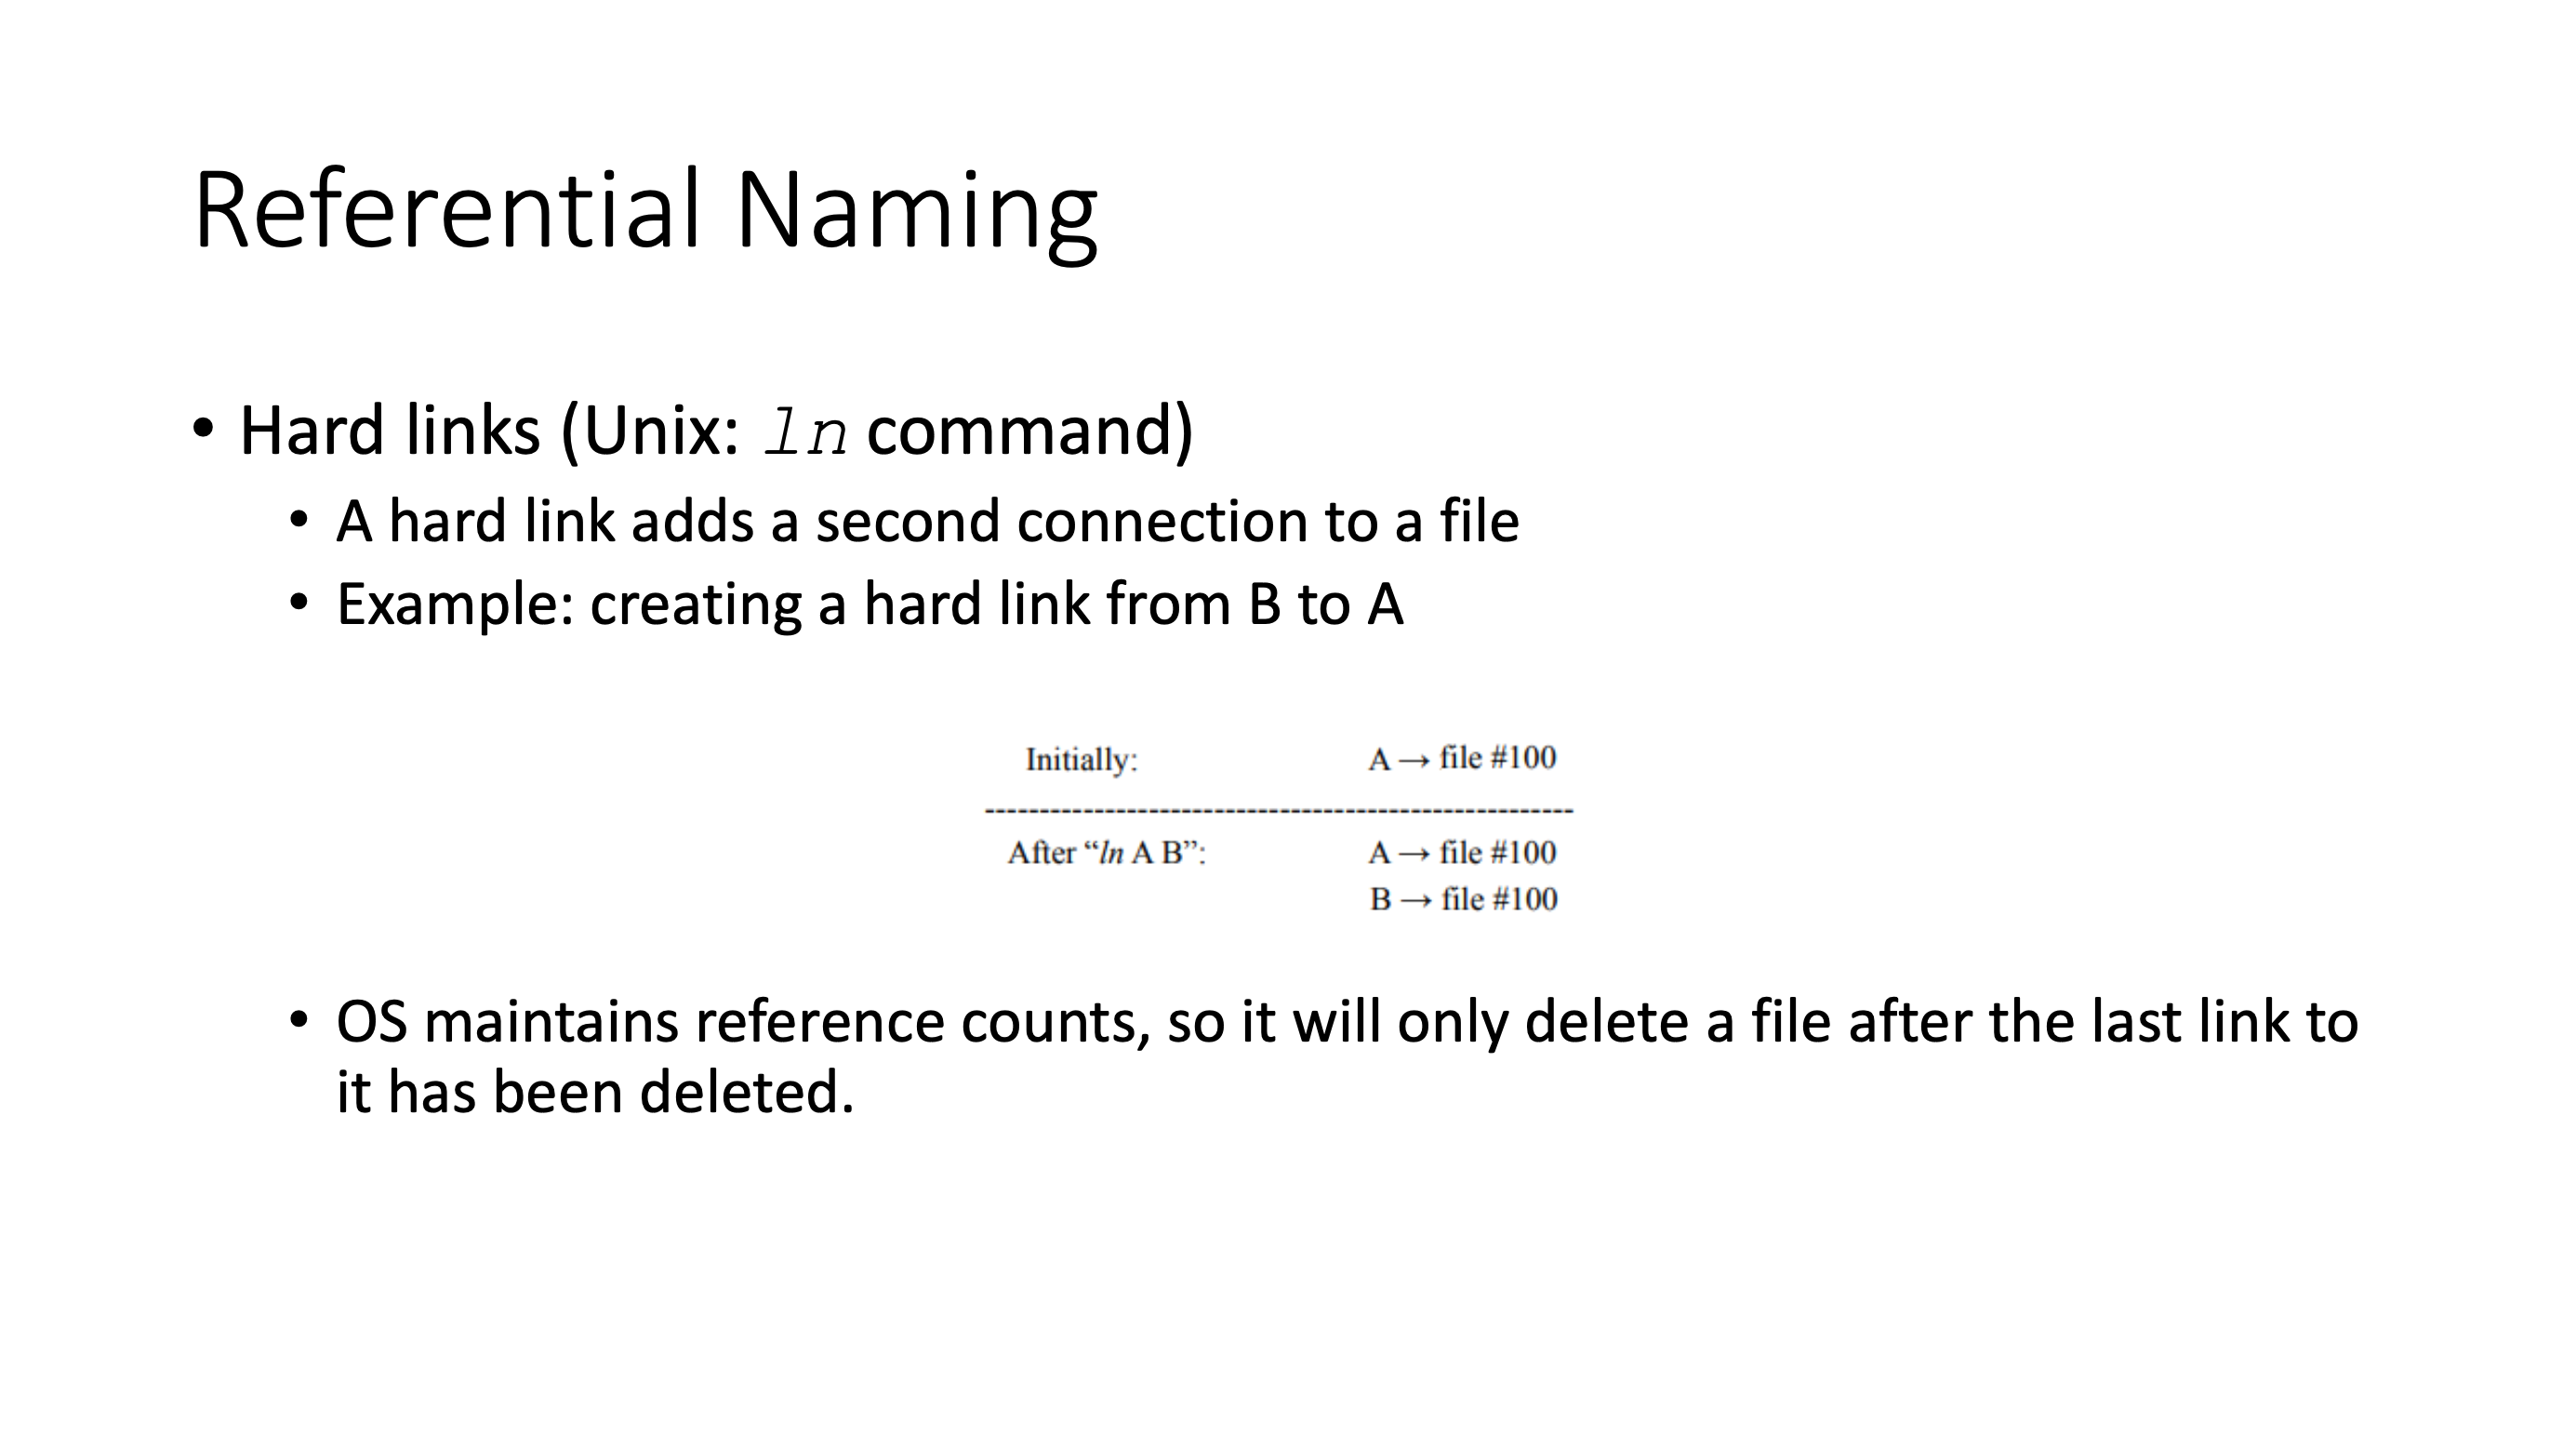 Referential Naming
• Hard links (Unix: ln command)
• A hard link adds a second connection to a file
• Example: creating a hard link from B to A
Initially: A → file #100
-------------------------------------------------------
After “ln A B”: A → file #100
B → file #100
• OS maintains reference counts, so it will only delete a file after the last link to
it has been deleted.